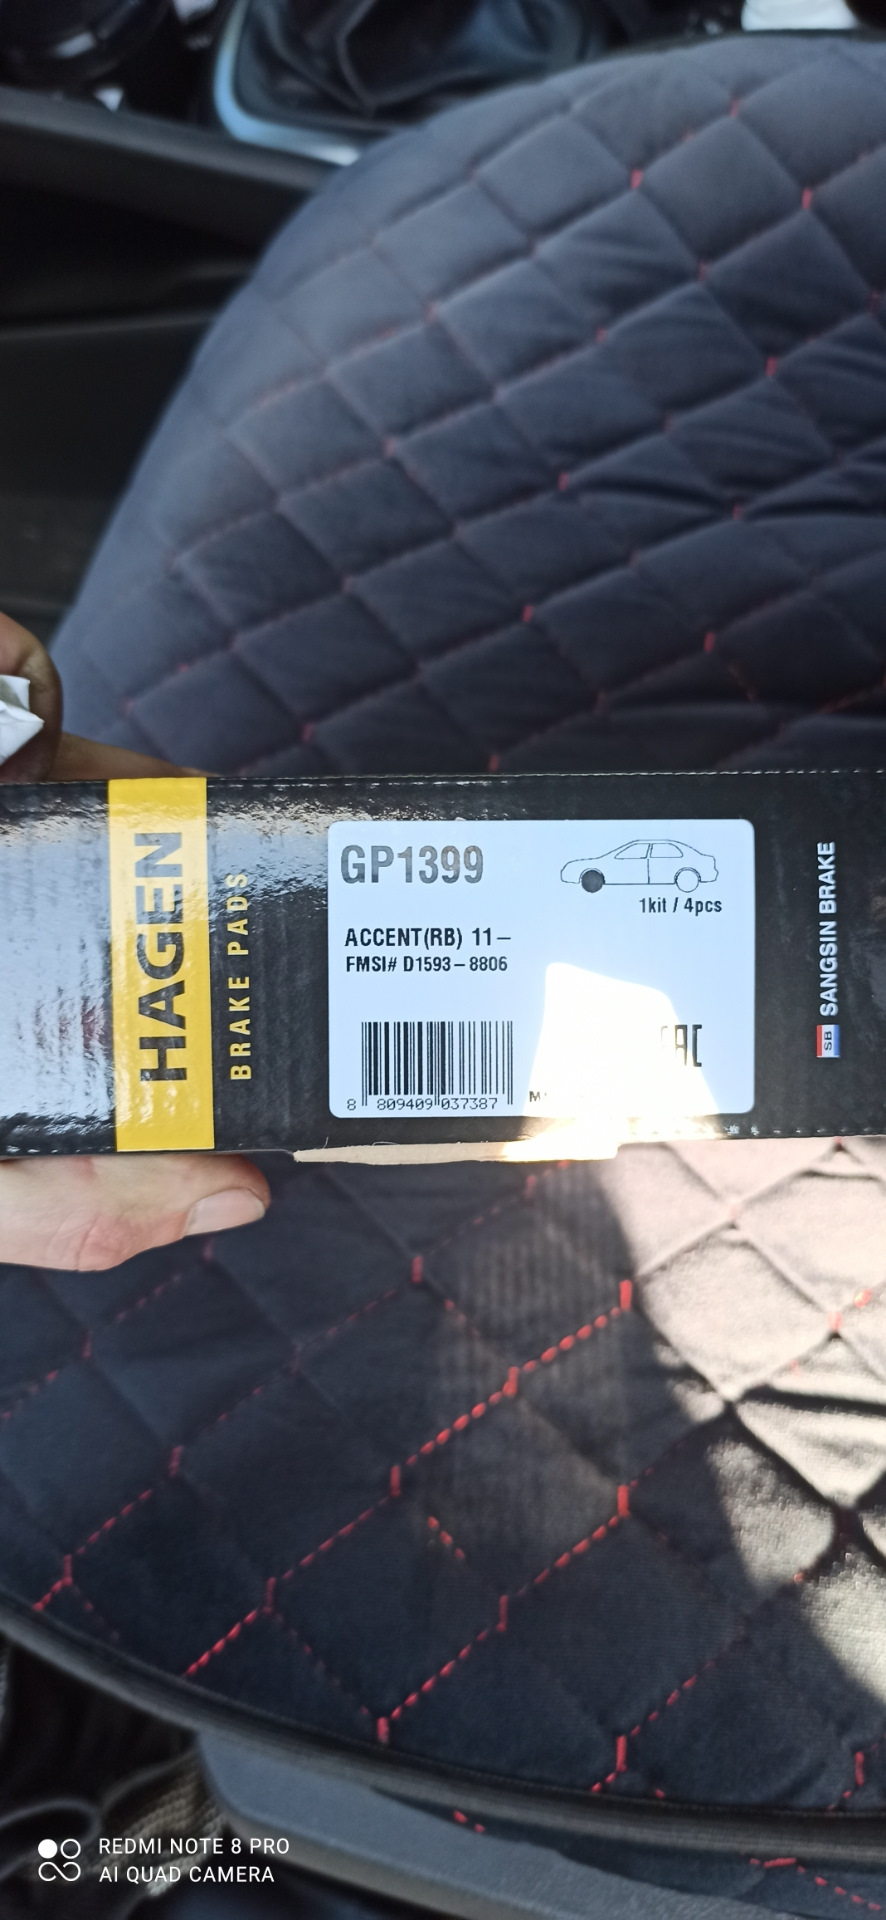 HAGEN
BRAKE PADS
GP1399
1kit / 4pcs
ACCENT(RB) 11-
FMSI# D1593-8806
8 809409 037387
SB SANGSIN BRAKE
REDMI NOTE 8 PRO
AI QUAD CAMERA